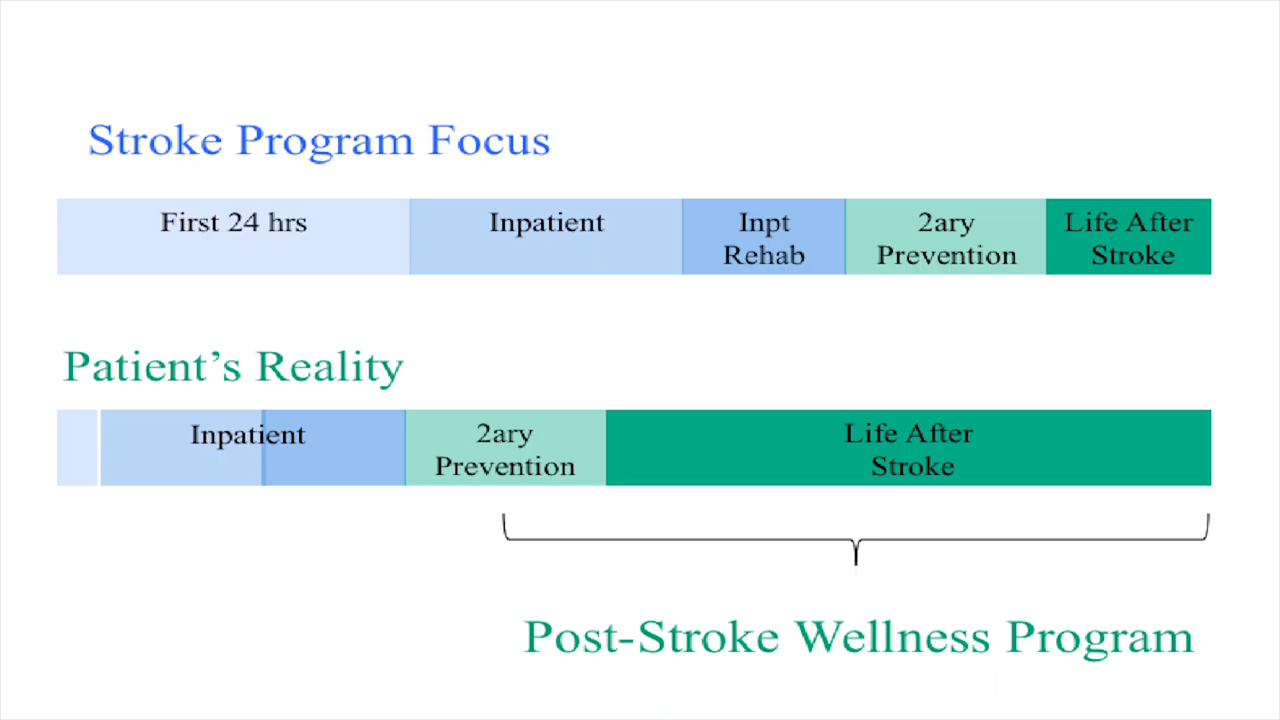 Stroke Program Focus
First 24 hrs
Inpatient
Inpt
Rehab
2ary
Prevention
Life After
Stroke
Patient’s Reality
Inpatient
2ary
Prevention
Life After
Stroke
Post-Stroke Wellness Program